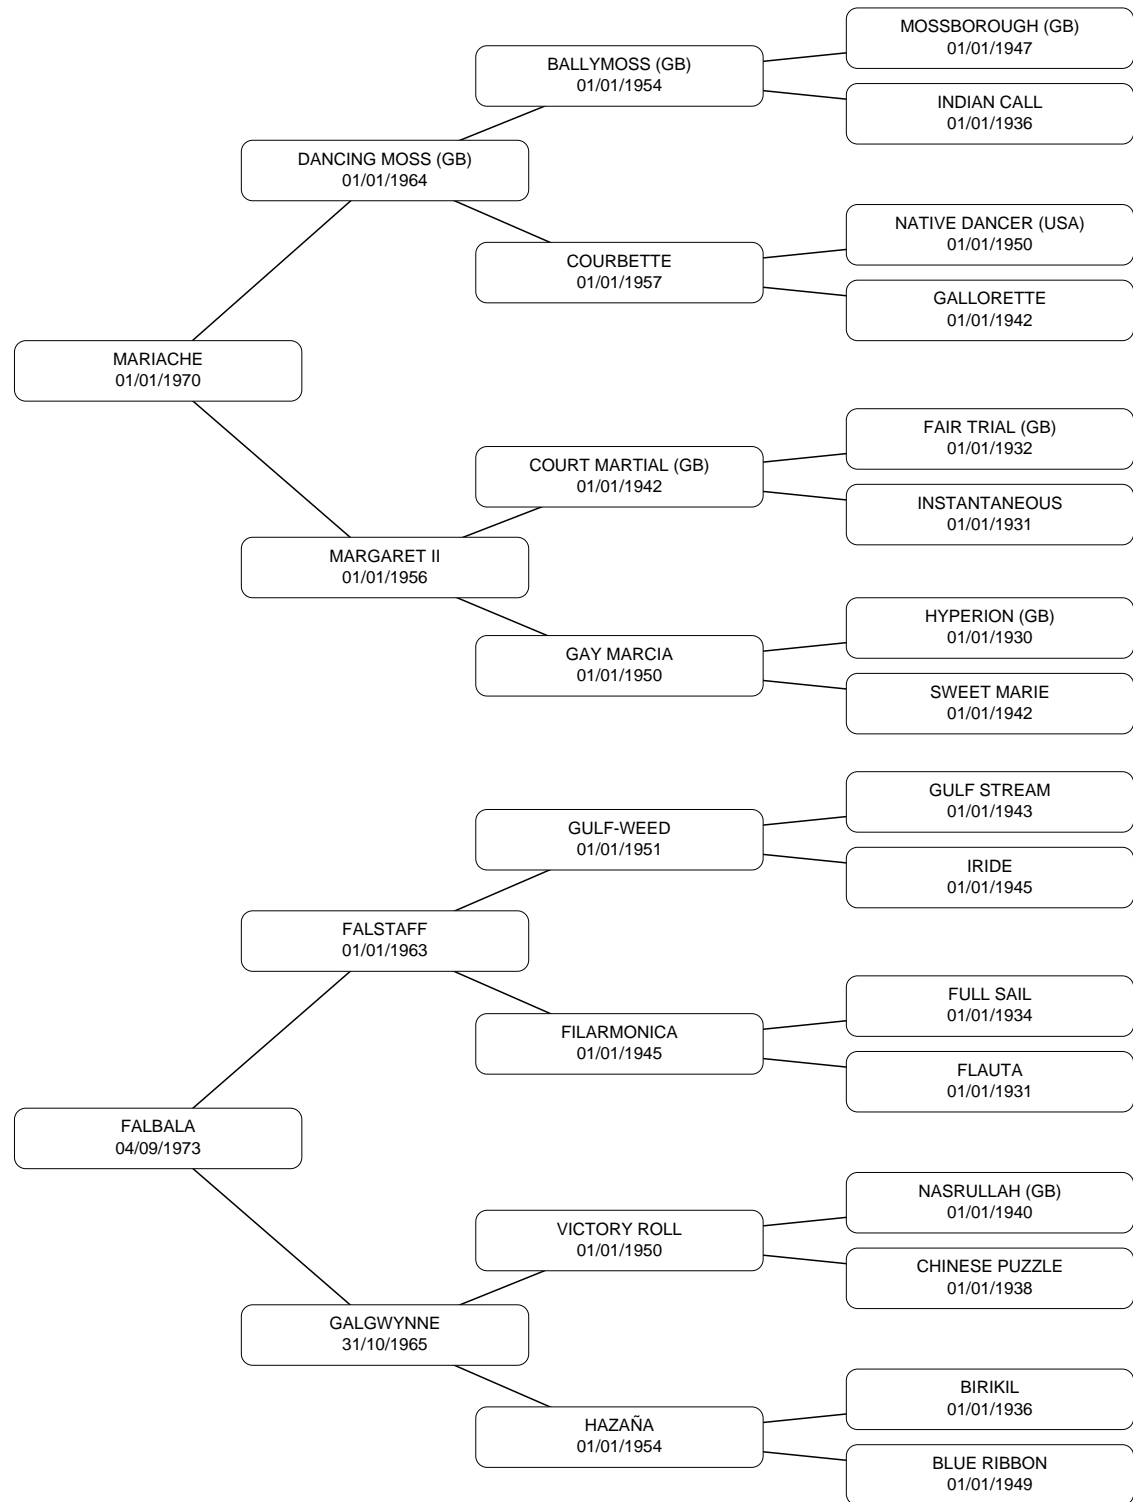 MOSSBOROUGH (GB)
01/01/1947
BALLYMOSS (GB)
01/01/1954
INDIAN CALL
01/01/1936
DANCING MOSS (GB)
01/01/1964
NATIVE DANCER (USA)
01/01/1950
COURBETTE
01/01/1957
GALLORETTE
01/01/1942
MARIACHE
01/01/1970
FAIR TRIAL (GB)
01/01/1932
COURT MARTIAL (GB)
01/01/1942
INSTANTANEOUS
01/01/1931
MARGARET II
01/01/1956
HYPERION (GB)
01/01/1930
GAY MARCIA
01/01/1950
SWEET MARIE
01/01/1942
GULF STREAM
01/01/1943
GULF-WEED
01/01/1951
IRIDE
01/01/1945
FALSTAFF
01/01/1963
FULL SAIL
01/01/1934
FILARMONICA
01/01/1945
FLAUTA
01/01/1931
FALBALA
04/09/1973
NASRULLAH (GB)
01/01/1940
VICTORY ROLL
01/01/1950
CHINESE PUZZLE
01/01/1938
GALGWYNNE
31/10/1965
BIRIKIL
01/01/1936
HAZAÑA
01/01/1954
BLUE RIBBON
01/01/1949